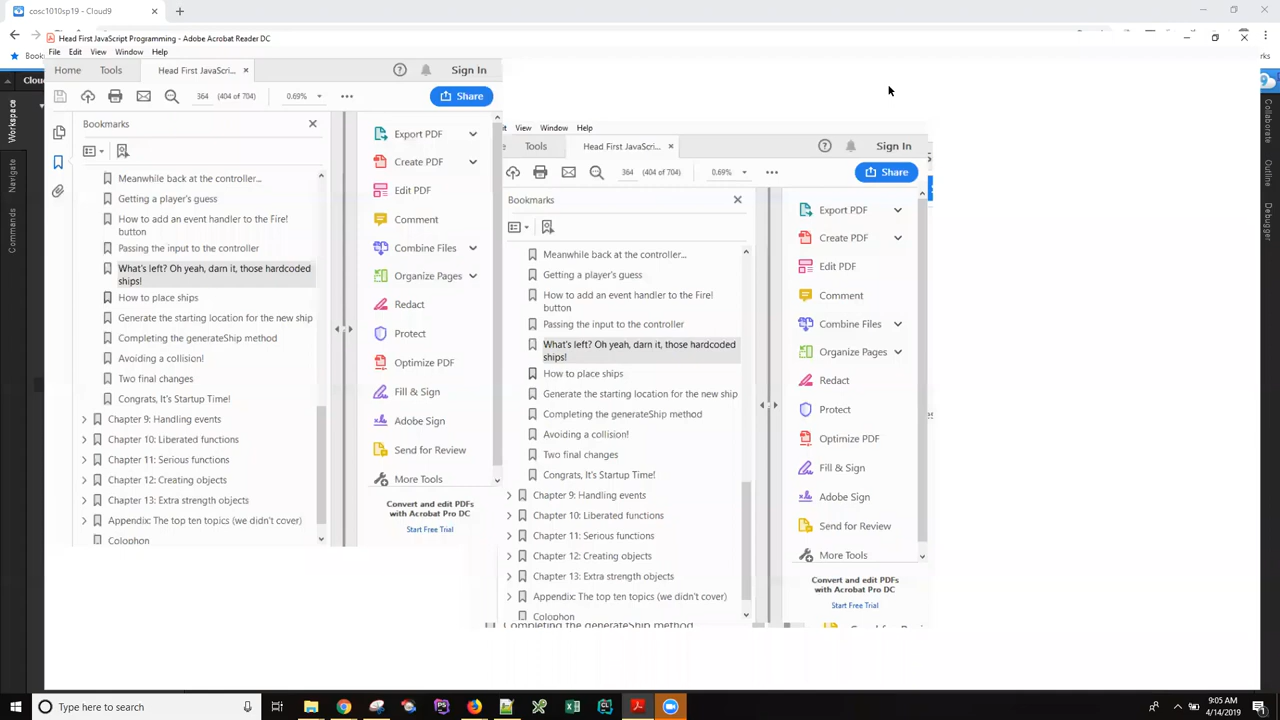 cosc1010sp19
Head First JavaScript Programming - Adobe Acrobat Reader DC
File Edit View Window Help
Home Tools Head First JavaScri... Sign In
364 (404 of 704) 0.69% Share
Bookmarks
Meanwhile back at the controller...
Getting a player's guess
How to add an event handler to the Fire!
button
Passing the input to the controller
What's left? Oh yeah, darn it, those hardcoded
ships!
How to place ships
Generate the starting location for the new ship
Completing the generateShip method
Avoiding a collision!
Two final changes
Congrats, It's Startup Time!
Chapter 9: Handling events
Chapter 10: Liberated functions
Chapter 11: Serious functions
Chapter 12: Creating objects
Chapter 13: Extra strength objects
Appendix: The top ten topics (we didn't cover)
Colophon
Export PDF
Create PDF
Edit PDF
Comment
Combine Files
Organize Pages
Redact
Protect
Optimize PDF
Fill & Sign
Adobe Sign
Send for Review
More Tools
Convert and edit PDFs
with Acrobat Pro DC
Start Free Trial
View Window Help
Tools Head First JavaScri... Sign In
364 (404 of 704) 0.69% Share
Bookmarks
Meanwhile back at the controller...
Getting a player's guess
How to add an event handler to the Fire!
button
Passing the input to the controller
What's left? Oh yeah, darn it, those hardcoded
ships!
How to place ships
Generate the starting location for the new ship
Completing the generateShip method
Avoiding a collision!
Two final changes
Congrats, It's Startup Time!
Chapter 9: Handling events
Chapter 10: Liberated functions
Chapter 11: Serious functions
Chapter 12: Creating objects
Chapter 13: Extra strength objects
Appendix: The top ten topics (we didn't cover)
Colophon
Completing the generateShip method
Export PDF
Create PDF
Edit PDF
Comment
Combine Files
Organize Pages
Redact
Protect
Optimize PDF
Fill & Sign
Adobe Sign
Send for Review
More Tools
Convert and edit PDFs
with Acrobat Pro DC
Start Free Trial
Workspace
Navigate
Commands
Collaborate
Outline
Debugger
Type here to search
9:05 AM
4/14/2019